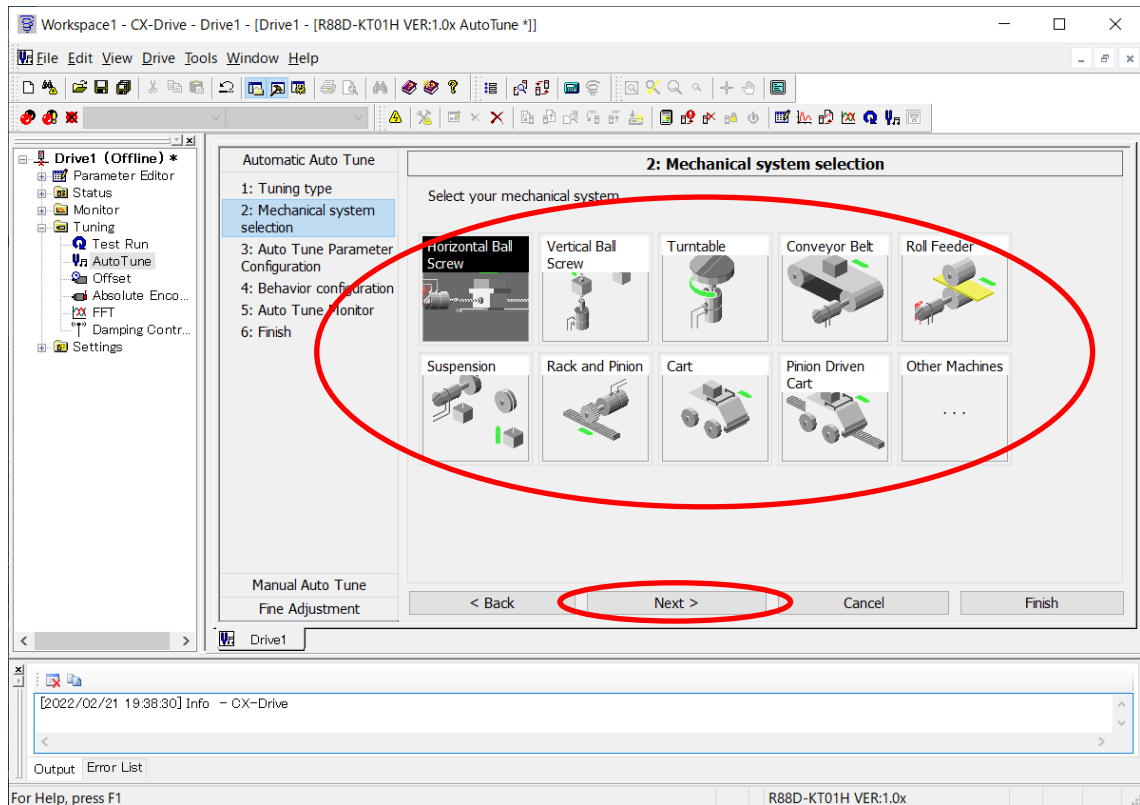 Workspace1 - CX-Drive - Drive1 - [Drive1 - [R88D-KT01H VER:1.0x AutoTune *]]
File Edit View Drive Tools Window Help
Drive1 (Offline) *
Parameter Editor
Status
Monitor
Tuning
Test Run
AutoTune
Offset
Absolute Enco...
FFT
Damping Contr...
Settings
Automatic Auto Tune
1: Tuning type
2: Mechanical system
selection
3: Auto Tune Parameter
Configuration
4: Behavior configuration
5: Auto Tune Monitor
6: Finish
Manual Auto Tune
Fine Adjustment
2: Mechanical system selection
Select your mechanical system
Horizontal Ball
Screw
Vertical Ball
Screw
Turntable
Conveyor Belt
Roll Feeder
Suspension
Rack and Pinion
Cart
Pinion Driven
Cart
Other Machines
...
< Back
Next >
Cancel
Finish
Drive1
[2022/02/21 19:38:30] Info - CX-Drive
Output
Error List
For Help, press F1
R88D-KT01H VER:1.0x